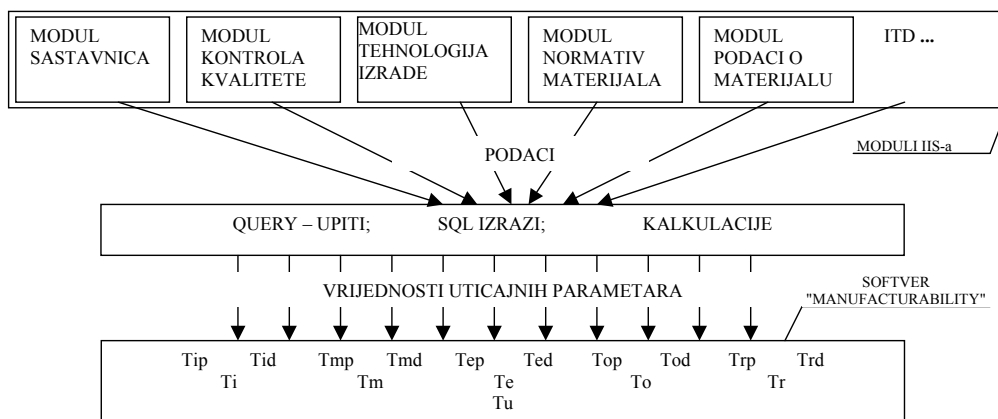 MODUL
SASTAVNICA
MODUL
KONTROLA
KVALITETE
MODUL
TEHNOLOGIJA
IZRADE
MODUL
NORMATIV
MATERIJALA
MODUL
PODACI O
MATERIJALU
ITD ...
PODACI
MODULI IIS-a
QUERY – UPITI; SQL IZRAZI; KALKULACIJE
VRIJEDNOSTI UTICAJNIH PARAMETARA
SOFTVER
"MANUFACTURABILITY"
Tip Tid Tmp Tmd Tep Ted Top Tod Trp Trd
Ti Tm Te To Tr
Tu